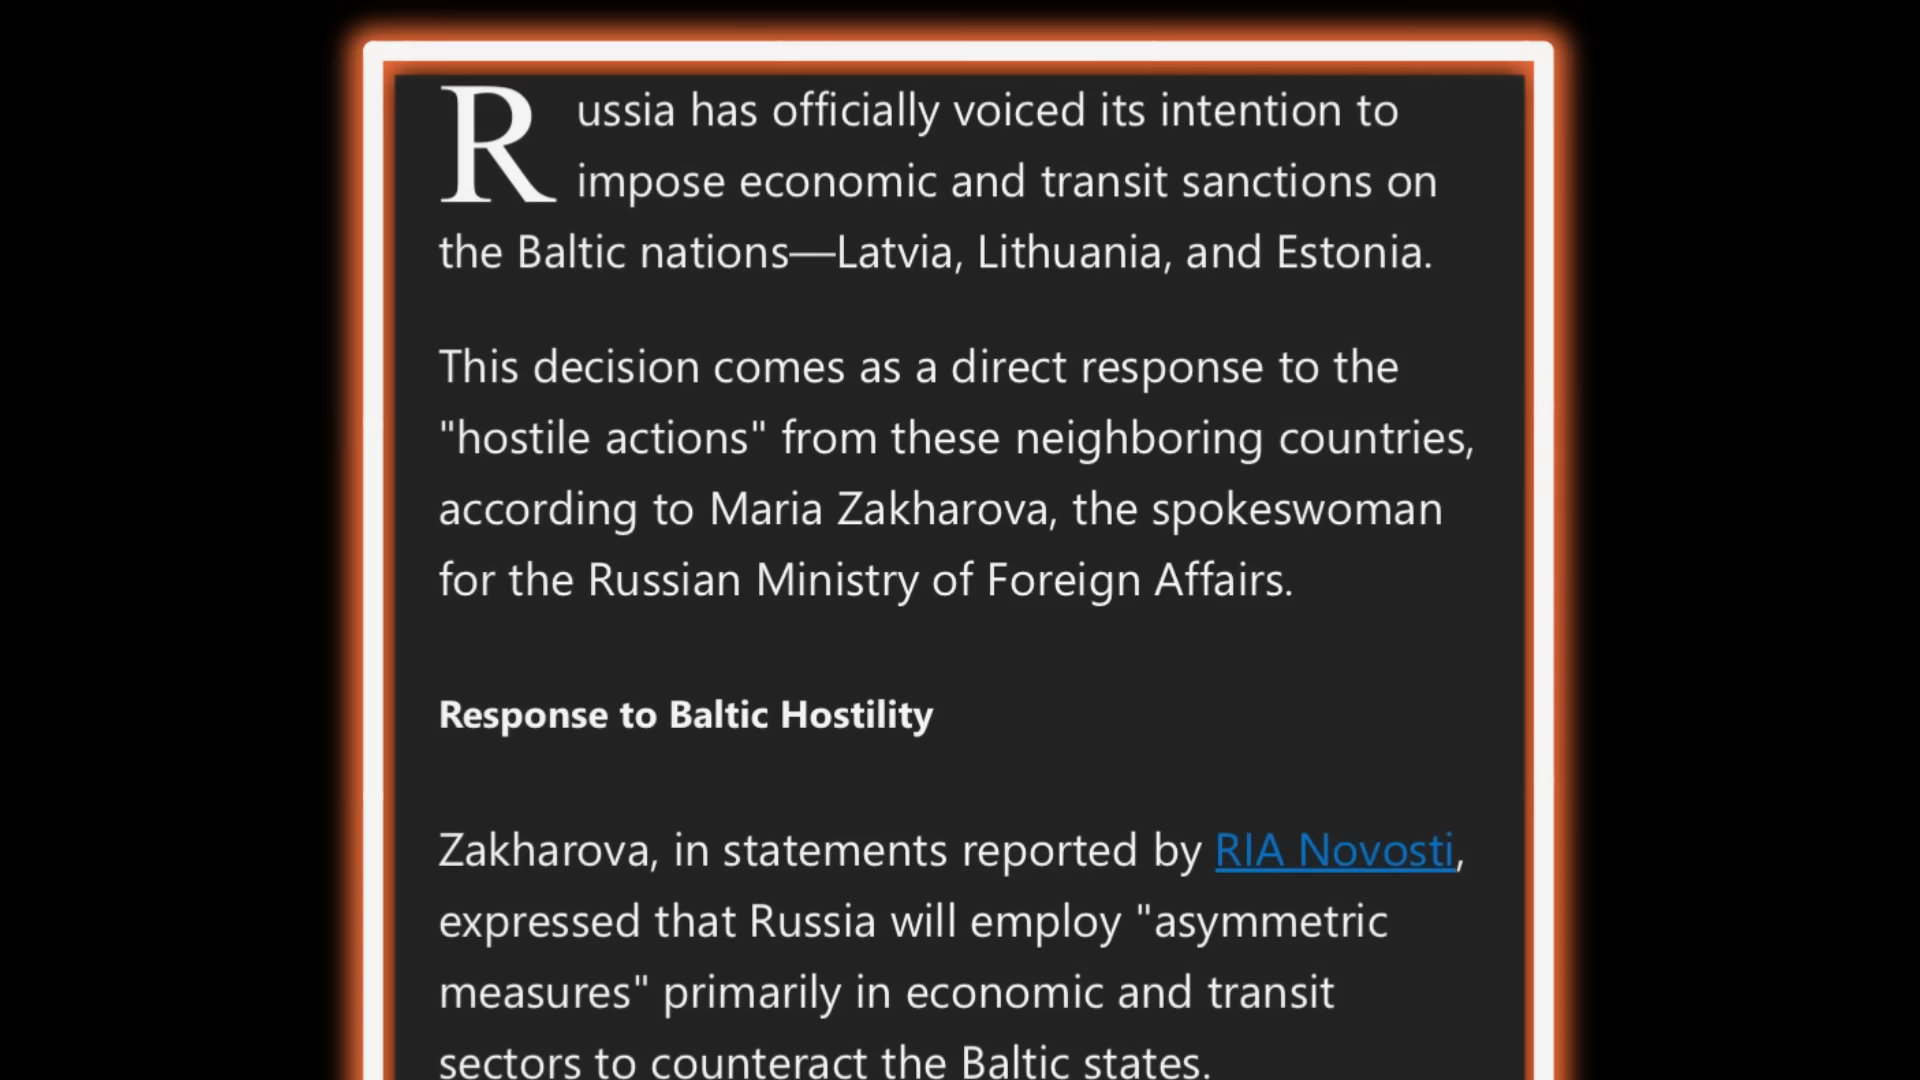 Russia has officially voiced its intention to
impose economic and transit sanctions on
the Baltic nations—Latvia, Lithuania, and Estonia.
This decision comes as a direct response to the
"hostile actions" from these neighboring countries,
according to Maria Zakharova, the spokeswoman
for the Russian Ministry of Foreign Affairs.
Response to Baltic Hostility
Zakharova, in statements reported by RIA Novosti,
expressed that Russia will employ "asymmetric
measures" primarily in economic and transit
sectors to counteract the Baltic states.